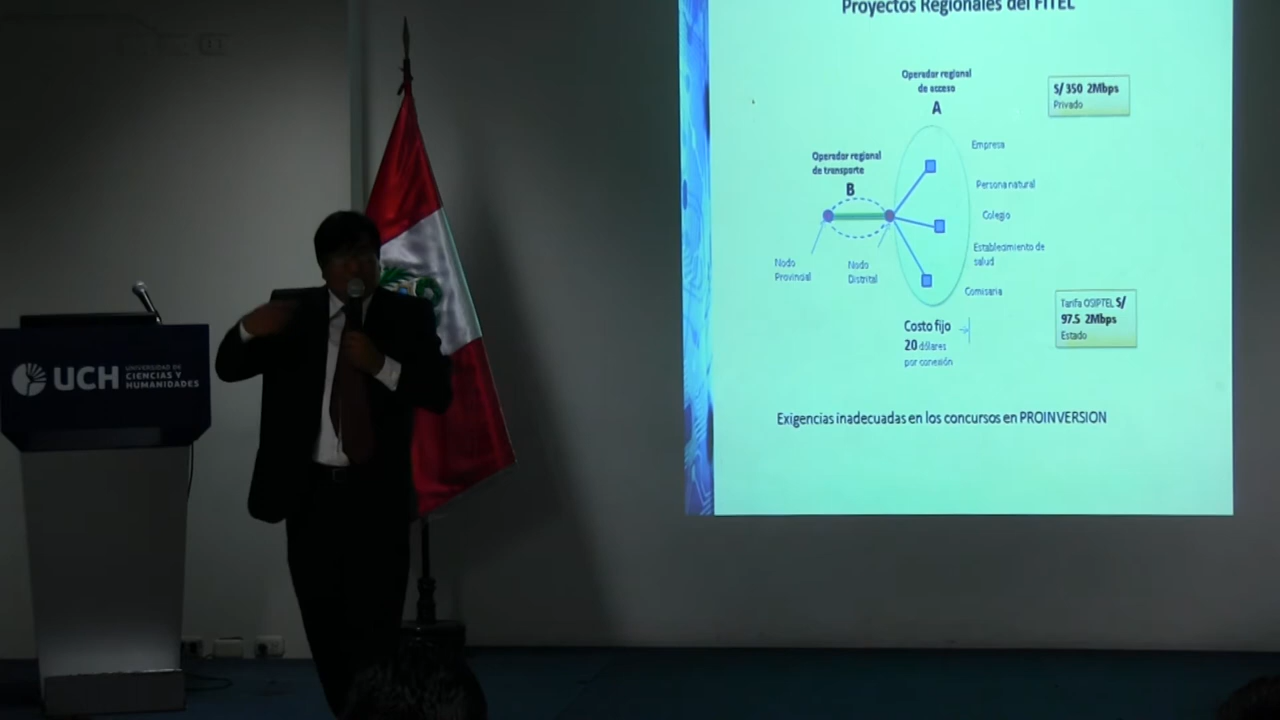 UCH
UNIVERSIDAD DE
CIENCIAS Y
HUMANIDADES
Proyectos Regionales del FITEL
Operador regional
de acceso
A
S/ 350 2Mbps
Privado
Empresa
Operador regional
de transporte
B
Persona natural
Colegio
Establecimiento de
salud
Nodo
Provincial
Nodo
Distrital
Comisaria
Tarifa OSIPTEL S/
97.5 2Mbps
Estado
Costo fijo
20 dólares
por conexión
Exigencias inadecuadas en los concursos en PROINVERSION